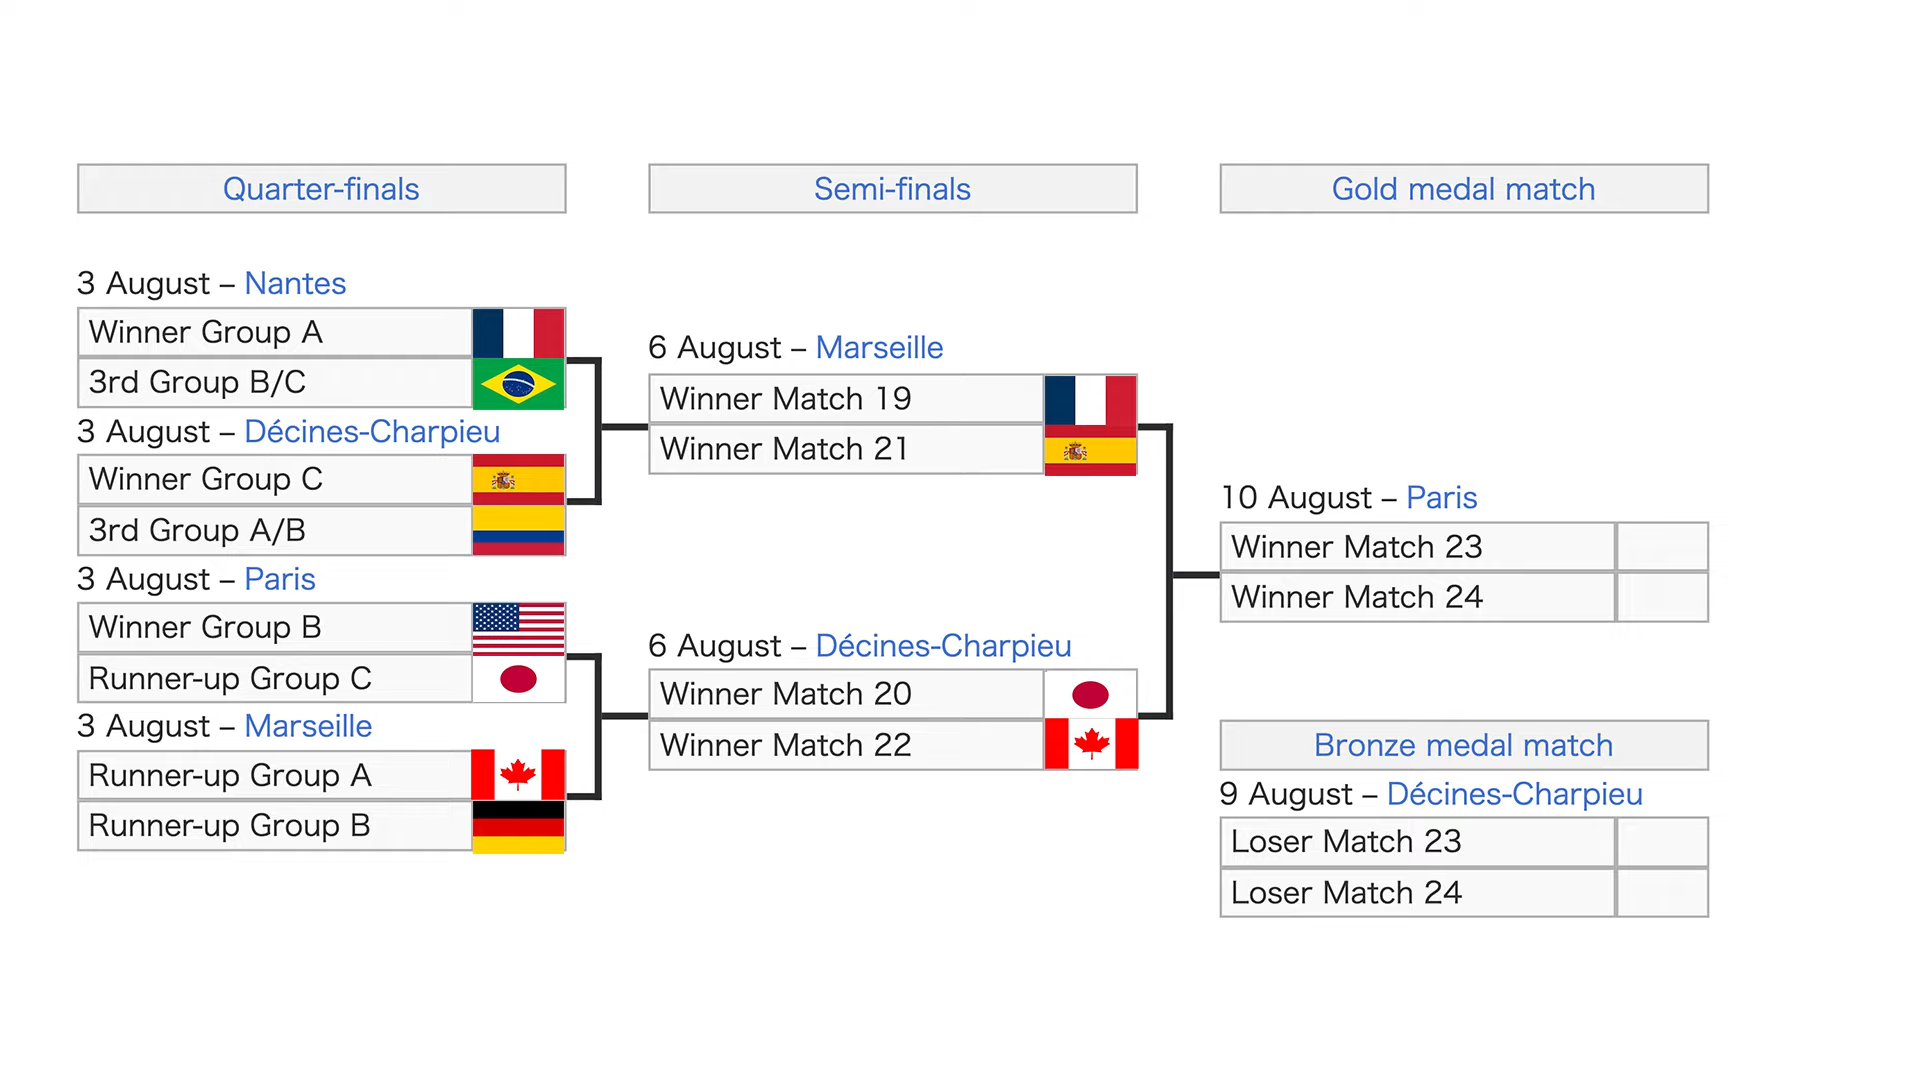 Quarter-finals
Semi-finals
Gold medal match
3 August – Nantes
Winner Group A
3rd Group B/C
3 August – Décines-Charpieu
Winner Group C
3rd Group A/B
3 August – Paris
Winner Group B
Runner-up Group C
3 August – Marseille
Runner-up Group A
Runner-up Group B
6 August – Marseille
Winner Match 19
Winner Match 21
6 August – Décines-Charpieu
Winner Match 20
Winner Match 22
10 August – Paris
Winner Match 23
Winner Match 24
Bronze medal match
9 August – Décines-Charpieu
Loser Match 23
Loser Match 24